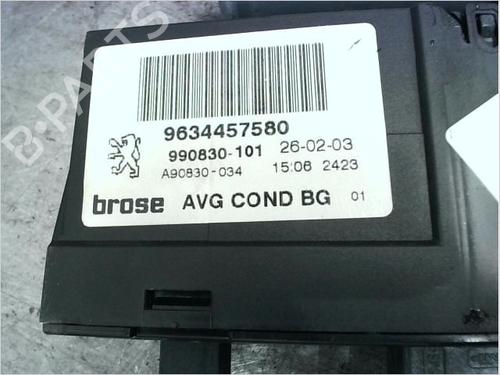 9634457580
990830-101 26-02-03
A90830-034 15:06 2423
brose AVG COND BG 01
B-PARTS